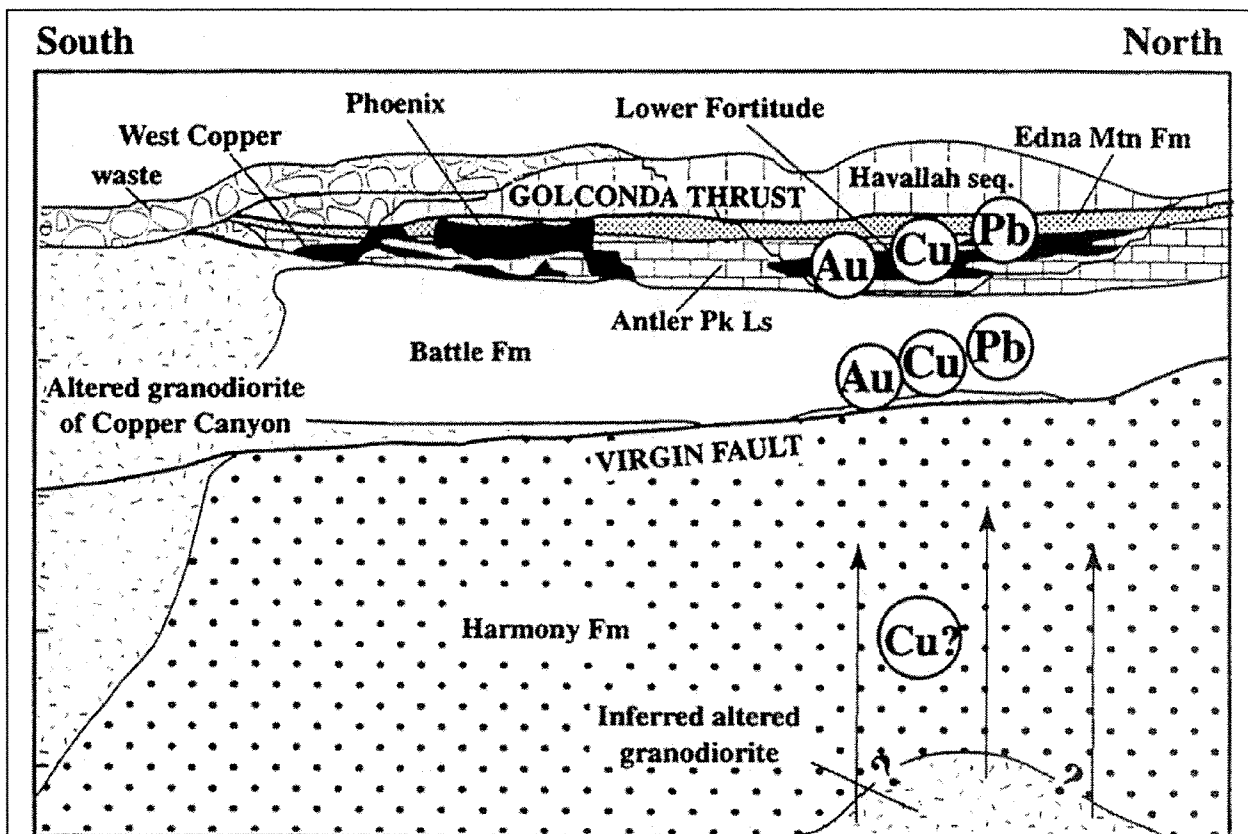 South
North
Phoenix
Lower Fortitude
West Copper
Edna Mtn Fm
waste
Havallah seq.
GOLCONDA THRUST
Pb
Cu
Au
Antler Pk Ls
Battle Fm
Pb
Cu
Au
Altered granodiorite
of Copper Canyon
VIRGIN FAULT
Harmony Fm
Cu?
Inferred altered
granodiorite
?
?